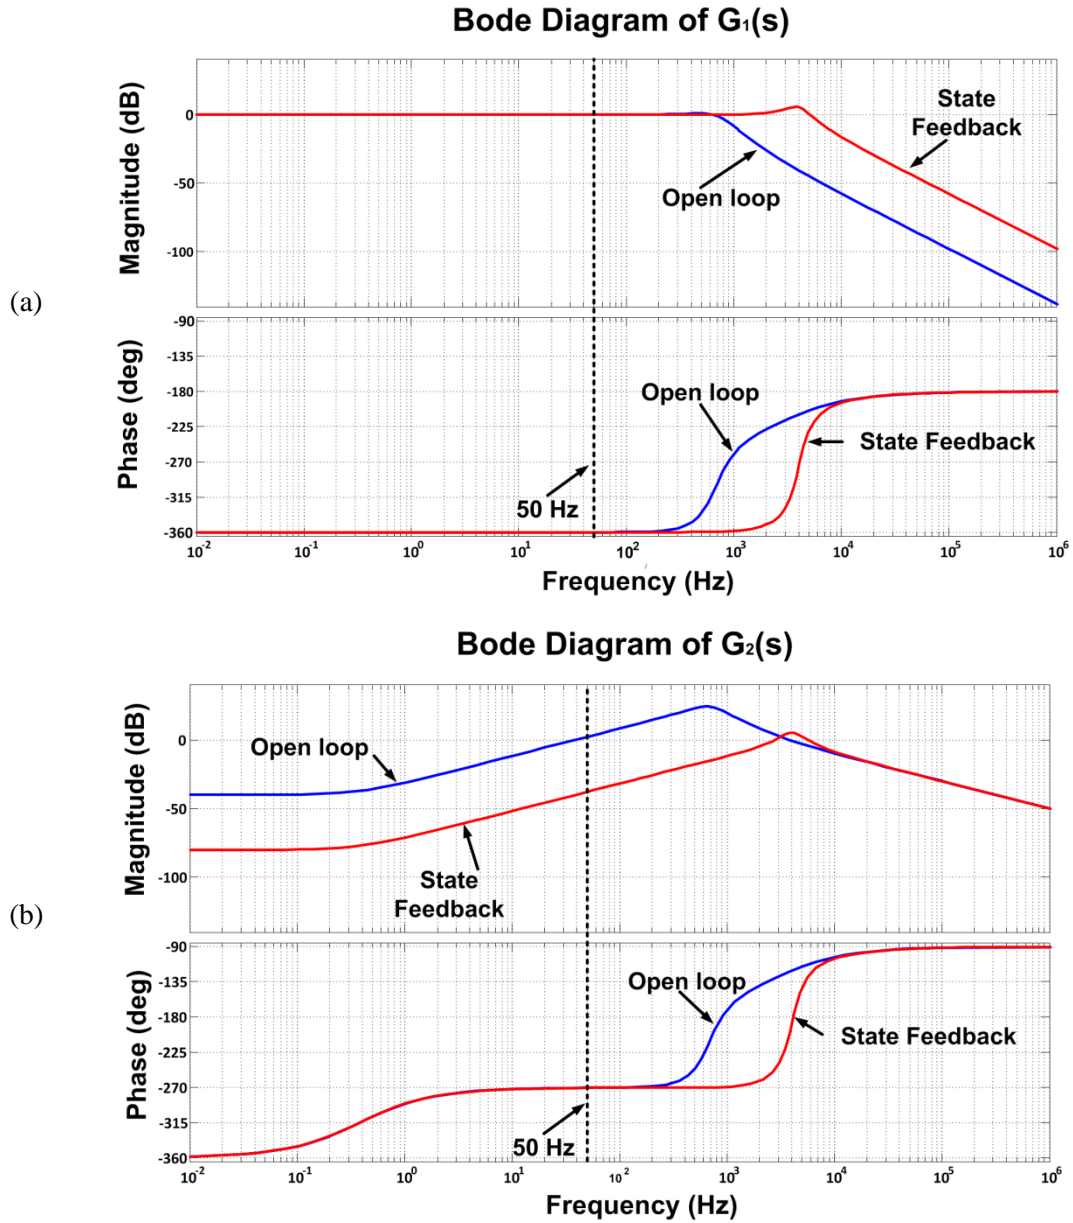 Bode Diagram of G₁(s)
Magnitude (dB)
0
-50
-100
State
Feedback
Open loop
(a)
Phase (deg)
-90
-135
-180
-225
-270
-315
-360
Open loop
State Feedback
50 Hz
10⁻² 10⁻¹ 10⁰ 10¹ 10² 10³ 10⁴ 10⁵ 10⁶
Frequency (Hz)
Bode Diagram of G₂(s)
Magnitude (dB)
0
-50
-100
Open loop
State
Feedback
(b)
Phase (deg)
-90
-135
-180
-225
-270
-315
-360
Open loop
State Feedback
50 Hz
10⁻² 10⁻¹ 10⁰ 10¹ 10² 10³ 10⁴ 10⁵ 10⁶
Frequency (Hz)